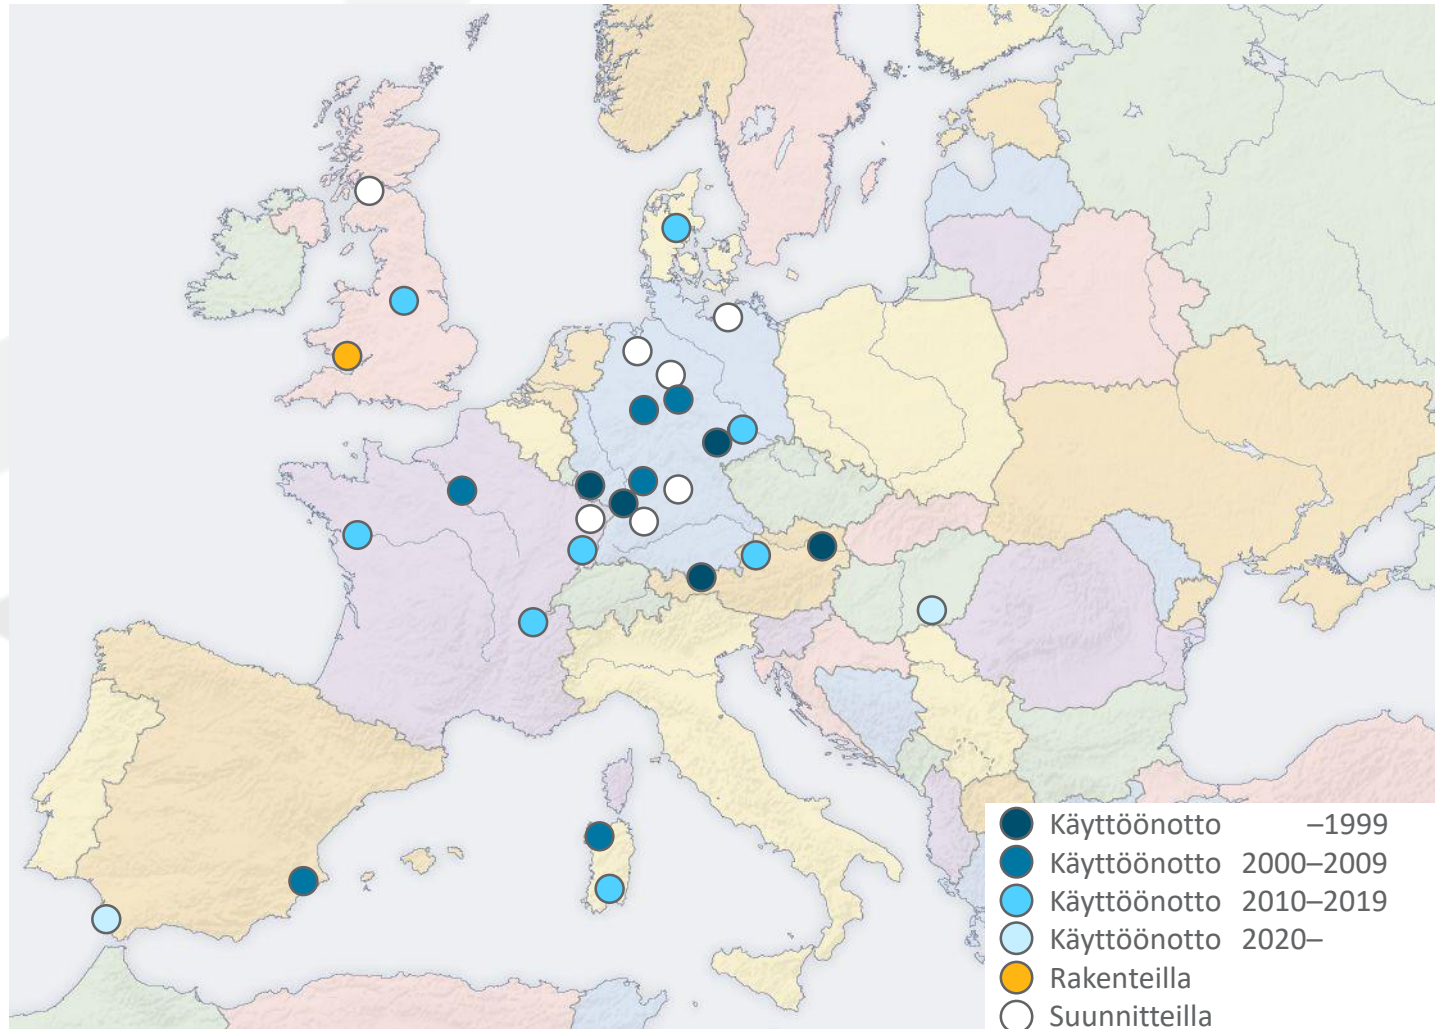 Käyttöönotto –1999
Käyttöönotto 2000–2009
Käyttöönotto 2010–2019
Käyttöönotto 2020–
Rakenteilla
Suunnitteilla